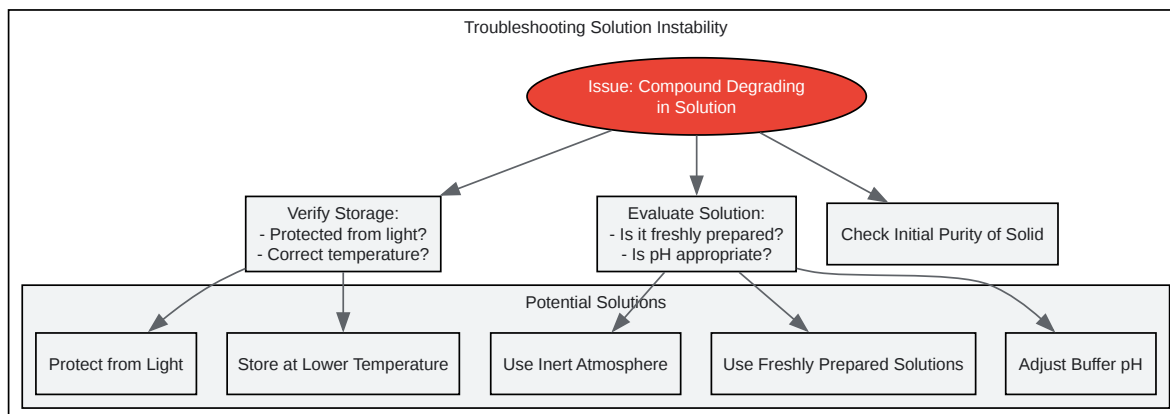 Troubleshooting Solution Instability
Issue: Compound Degrading
in Solution
Verify Storage:
- Protected from light?
- Correct temperature?
Evaluate Solution:
- Is it freshly prepared?
- Is pH appropriate?
Check Initial Purity of Solid
Potential Solutions
Protect from Light
Store at Lower Temperature
Use Inert Atmosphere
Use Freshly Prepared Solutions
Adjust Buffer pH